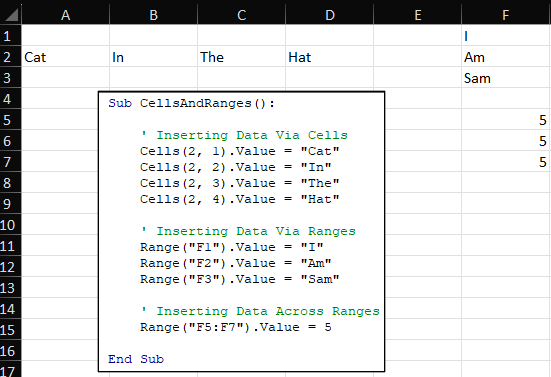 A B C D E F
1 I
2 Cat In The Hat Am
3 Sam
4
5 5
6 5
7 5
8
9
10
11
12
13
14
15
16
17
Sub CellsAndRanges():
' Inserting Data Via Cells
Cells(2, 1).Value = "Cat"
Cells(2, 2).Value = "In"
Cells(2, 3).Value = "The"
Cells(2, 4).Value = "Hat"
' Inserting Data Via Ranges
Range("F1").Value = "I"
Range("F2").Value = "Am"
Range("F3").Value = "Sam"
' Inserting Data Across Ranges
Range("F5:F7").Value = 5
End Sub